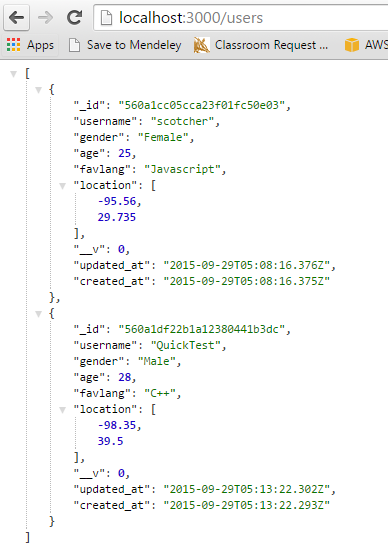 localhost:3000/users
Apps Save to Mendeley Classroom Request ... AWS
[
{
"_id": "560a1cc05cca23f01fc50e03",
"username": "scotcher",
"gender": "Female",
"age": 25,
"favlang": "Javascript",
"location": [
-95.56,
29.735
],
"__v": 0,
"updated_at": "2015-09-29T05:08:16.376Z",
"created_at": "2015-09-29T05:08:16.375Z"
},
{
"_id": "560a1df22b1a12380441b3dc",
"username": "QuickTest",
"gender": "Male",
"age": 28,
"favlang": "C++",
"location": [
-98.35,
39.5
],
"__v": 0,
"updated_at": "2015-09-29T05:13:22.302Z",
"created_at": "2015-09-29T05:13:22.293Z"
}
]